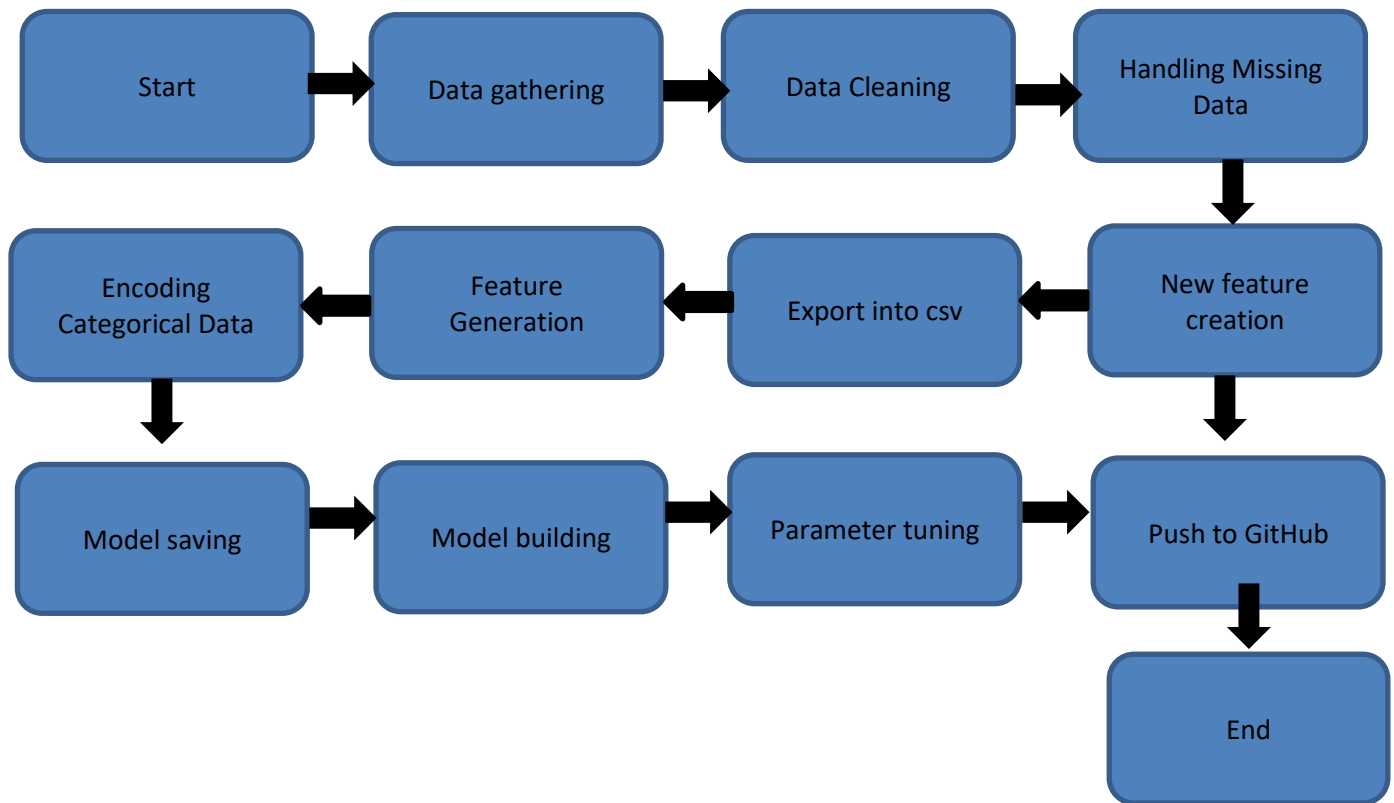 Start
Data gathering
Data Cleaning
Handling Missing
Data
Encoding
Categorical Data
Feature
Generation
Export into csv
New feature
creation
Model saving
Model building
Parameter tuning
Push to GitHub
End